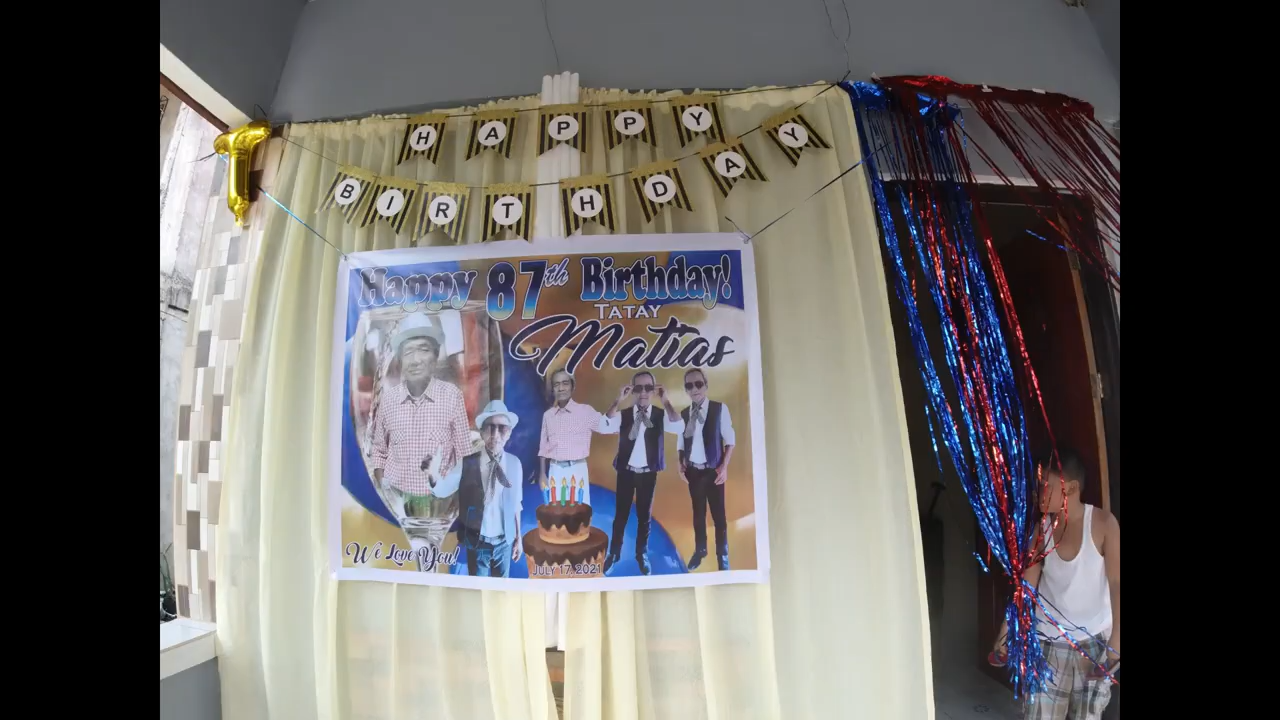 T
HAPPY
BIRTHDAY
Happy 87th Birthday!
TATAY
Matias
We Love You!
JULY 17, 2021